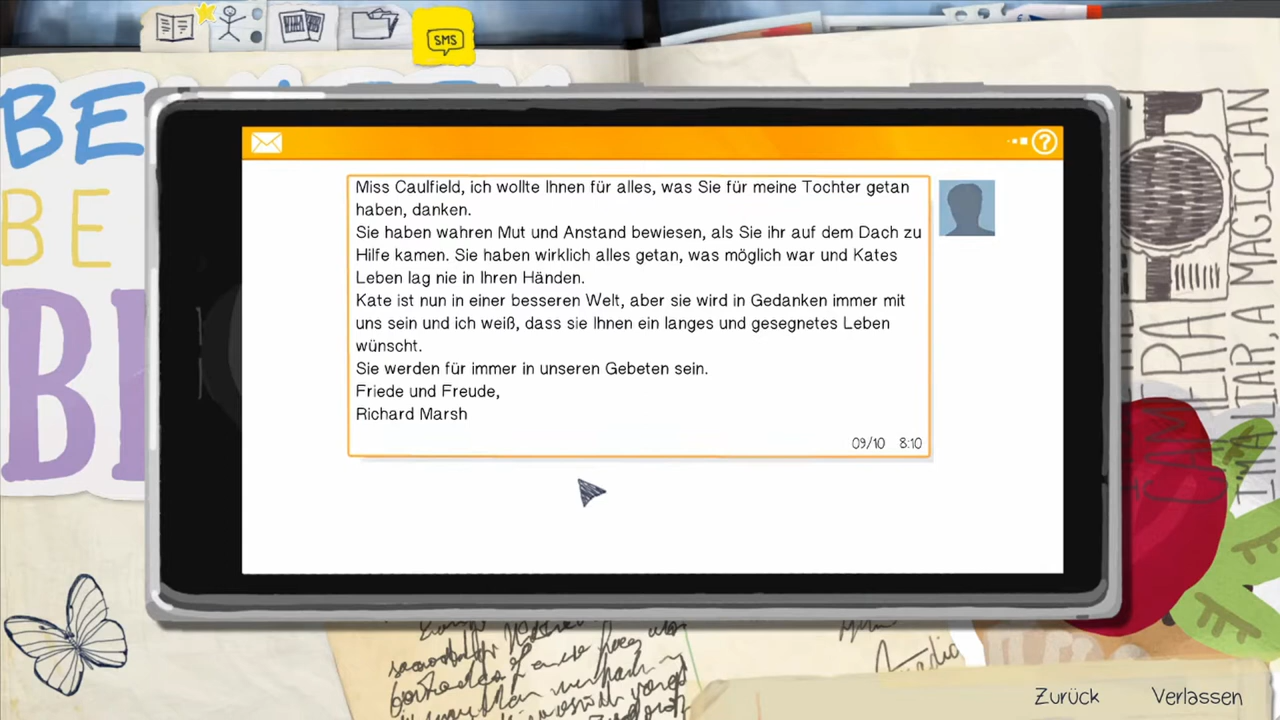 SMS
BE
BE
BE
Miss Caulfield, ich wollte Ihnen für alles, was Sie für meine Tochter getan
haben, danken.
Sie haben wahren Mut und Anstand bewiesen, als Sie ihr auf dem Dach zu
Hilfe kamen. Sie haben wirklich alles getan, was möglich war und Kates
Leben lag nie in Ihren Händen.
Kate ist nun in einer besseren Welt, aber sie wird in Gedanken immer mit
uns sein und ich weiß, dass sie Ihnen ein langes und gesegnetes Leben
wünscht.
Sie werden für immer in unseren Gebeten sein.
Friede und Freude,
Richard Marsh
09/10 8:10
CAMERA
LIAR, A MAGICIAN
Zurück Verlassen